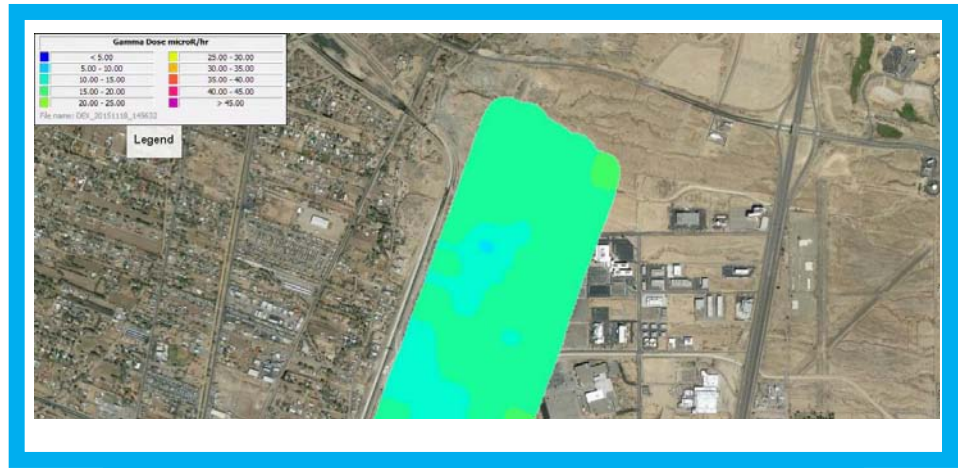 Gamma Dose microR/hr
< 5.00 25.00 - 30.00
5.00 - 10.00 30.00 - 35.00
10.00 - 15.00 35.00 - 40.00
15.00 - 20.00 40.00 - 45.00
20.00 - 25.00 > 45.00
File name:
Legend